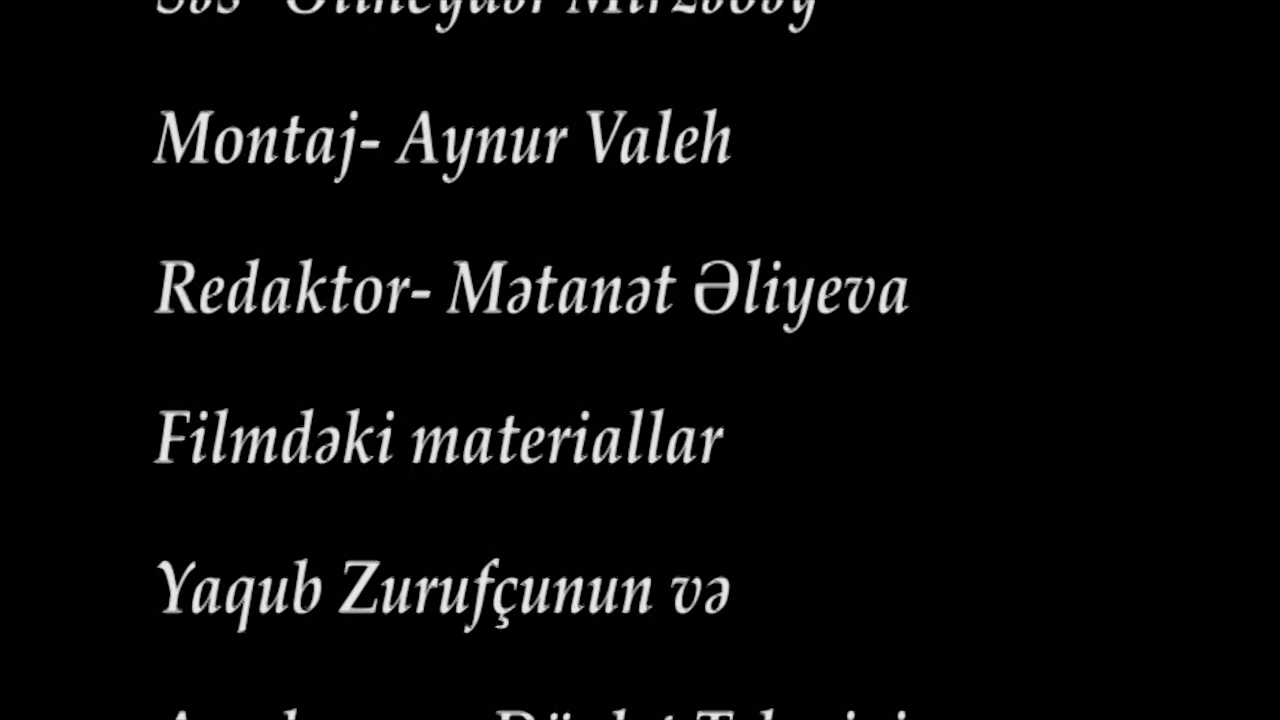 Montaj- Aynur Valeh
Redaktor- Mətanət Əliyeva
Filmdəki materiallar
Yaqub Zurufçunun və